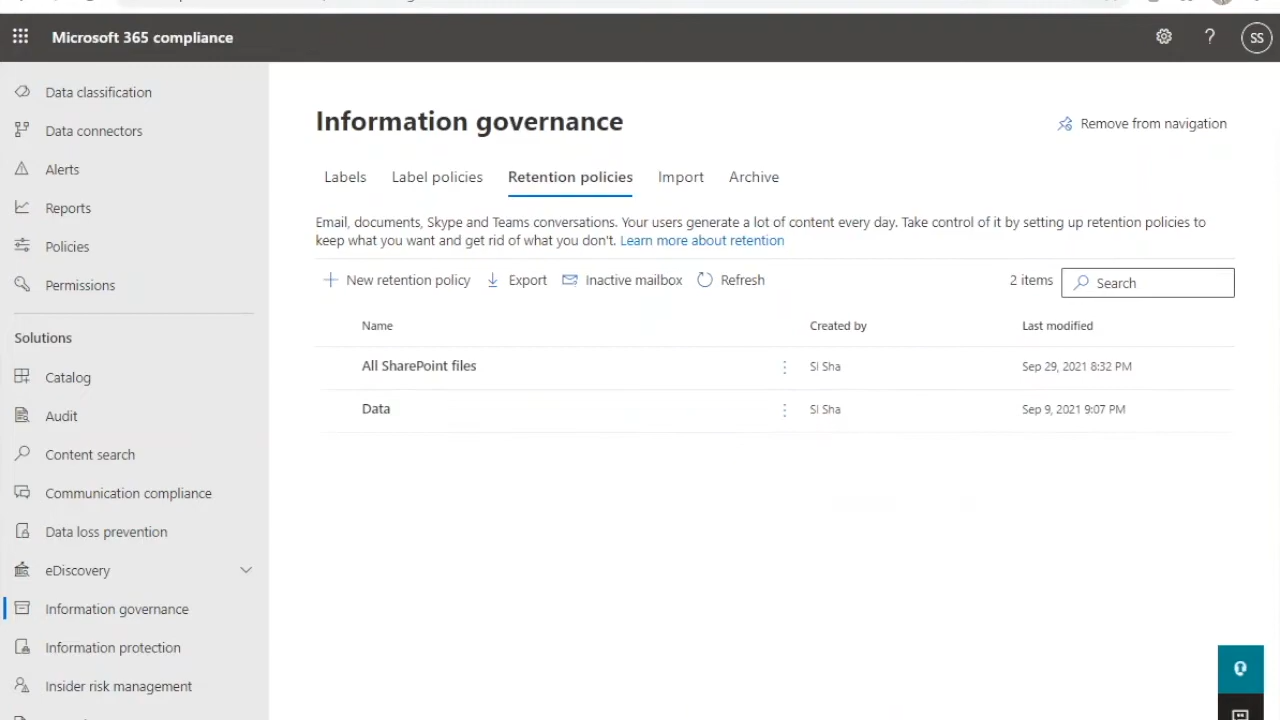 Microsoft 365 compliance
?
SS
Data classification
Data connectors
Alerts
Reports
Policies
Permissions
Solutions
Catalog
Audit
Content search
Communication compliance
Data loss prevention
eDiscovery
Information governance
Information protection
Insider risk management
Information governance
Remove from navigation
Labels Label policies Retention policies Import Archive
Email, documents, Skype and Teams conversations. Your users generate a lot of content every day. Take control of it by setting up retention policies to
keep what you want and get rid of what you don't. Learn more about retention
New retention policy Export Inactive mailbox Refresh 2 items Search
Name Created by Last modified
All SharePoint files SI Sha Sep 29, 2021 8:32 PM
Data SI Sha Sep 9, 2021 9:07 PM